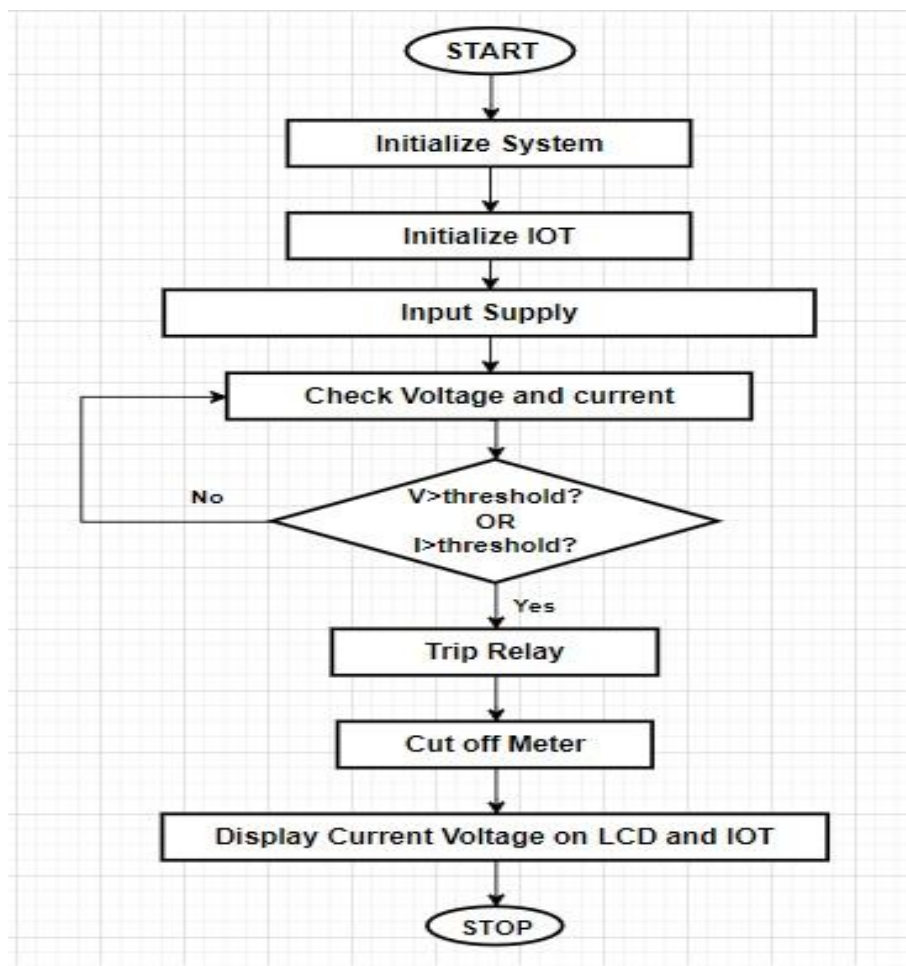 START
Initialize System
Initialize IOT
Input Supply
Check Voltage and current
V>threshold?
OR
I>threshold?
No
Yes
Trip Relay
Cut off Meter
Display Current Voltage on LCD and IOT
STOP